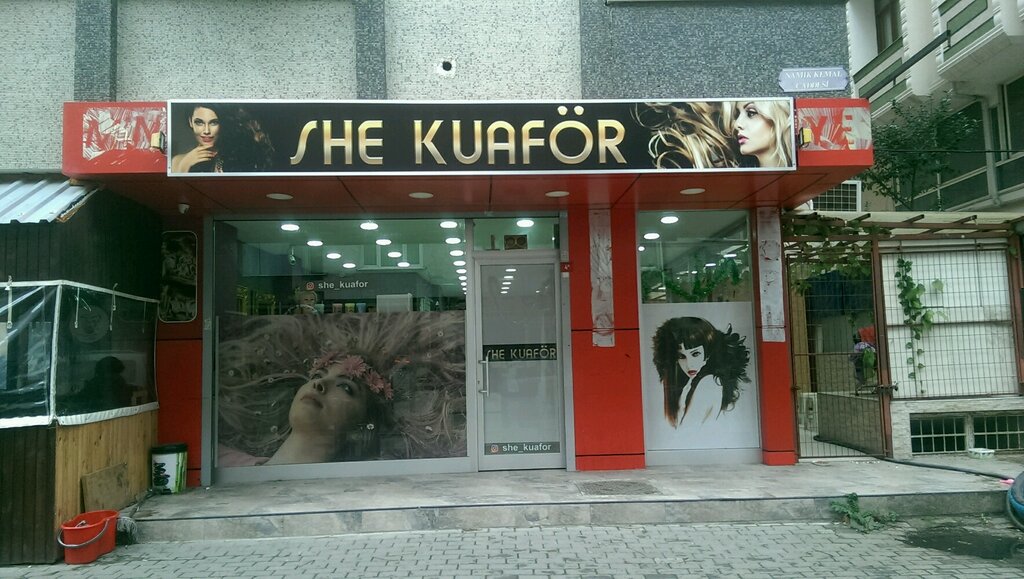 NAMIK KEMAL
CADDESİ
SHE KUAFÖR
she_kuafor
SHE KUAFÖR
she_kuafor